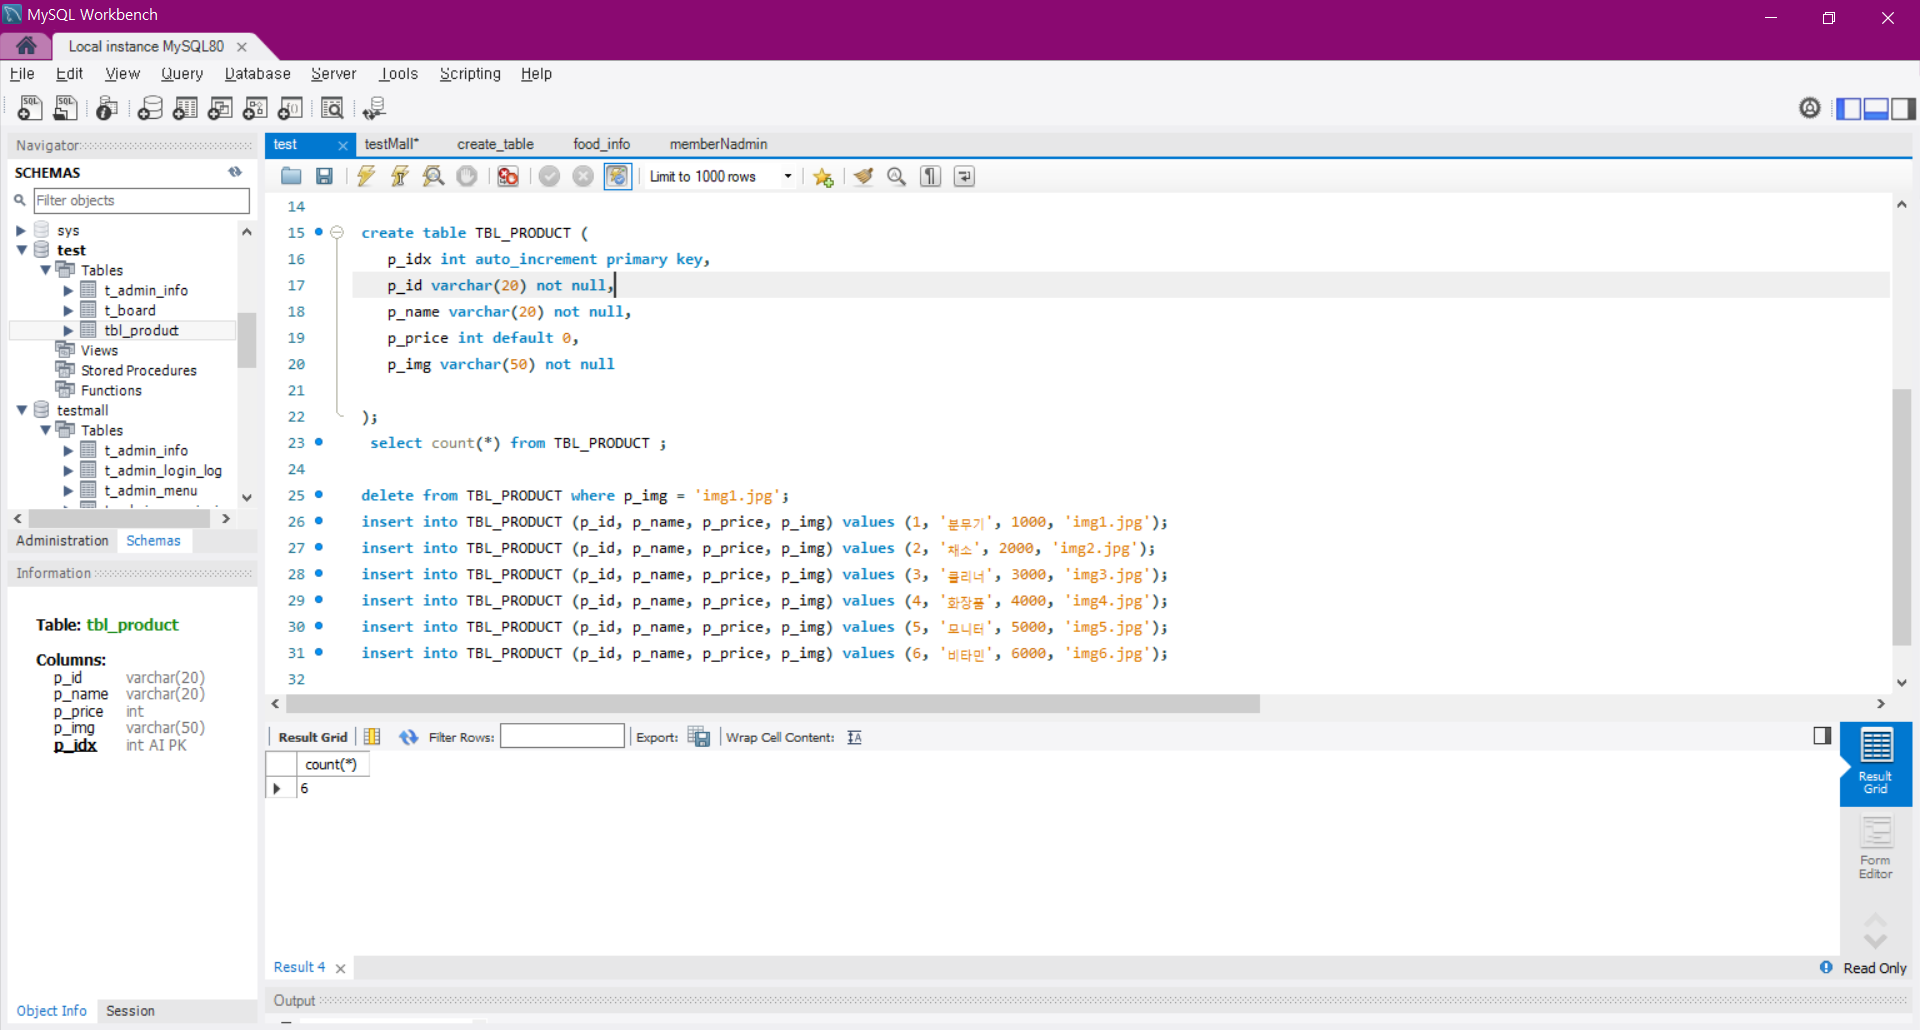 MySQL Workbench
Local instance MySQL80
File Edit View Query Database Server Tools Scripting Help
Navigator
SCHEMAS
Filter objects
sys
test
Tables
t_admin_info
t_board
tbl_product
Views
Stored Procedures
Functions
testmall
Tables
t_admin_info
t_admin_login_log
t_admin_menu
Administration Schemas
Information
Table: tbl_product
Columns:
p_id varchar(20)
p_name varchar(20)
p_price int
p_img varchar(50)
p_idx int AI PK
Object Info Session
test testMall* create_table food_info memberNadmin
Limit to 1000 rows
14
15 create table TBL_PRODUCT (
16 p_idx int auto_increment primary key,
17 p_id varchar(20) not null,
18 p_name varchar(20) not null,
19 p_price int default 0,
20 p_img varchar(50) not null
21
22 );
23 select count(*) from TBL_PRODUCT ;
24
25 delete from TBL_PRODUCT where p_img = 'img1.jpg';
26 insert into TBL_PRODUCT (p_id, p_name, p_price, p_img) values (1, '분무기', 1000, 'img1.jpg');
27 insert into TBL_PRODUCT (p_id, p_name, p_price, p_img) values (2, '채소', 2000, 'img2.jpg');
28 insert into TBL_PRODUCT (p_id, p_name, p_price, p_img) values (3, '클리너', 3000, 'img3.jpg');
29 insert into TBL_PRODUCT (p_id, p_name, p_price, p_img) values (4, '화장품', 4000, 'img4.jpg');
30 insert into TBL_PRODUCT (p_id, p_name, p_price, p_img) values (5, '모니터', 5000, 'img5.jpg');
31 insert into TBL_PRODUCT (p_id, p_name, p_price, p_img) values (6, '비타민', 6000, 'img6.jpg');
32
Result Grid Filter Rows: Export: Wrap Cell Content:
count(*)
6
Result Grid
Form Editor
Result 4
Read Only
Output